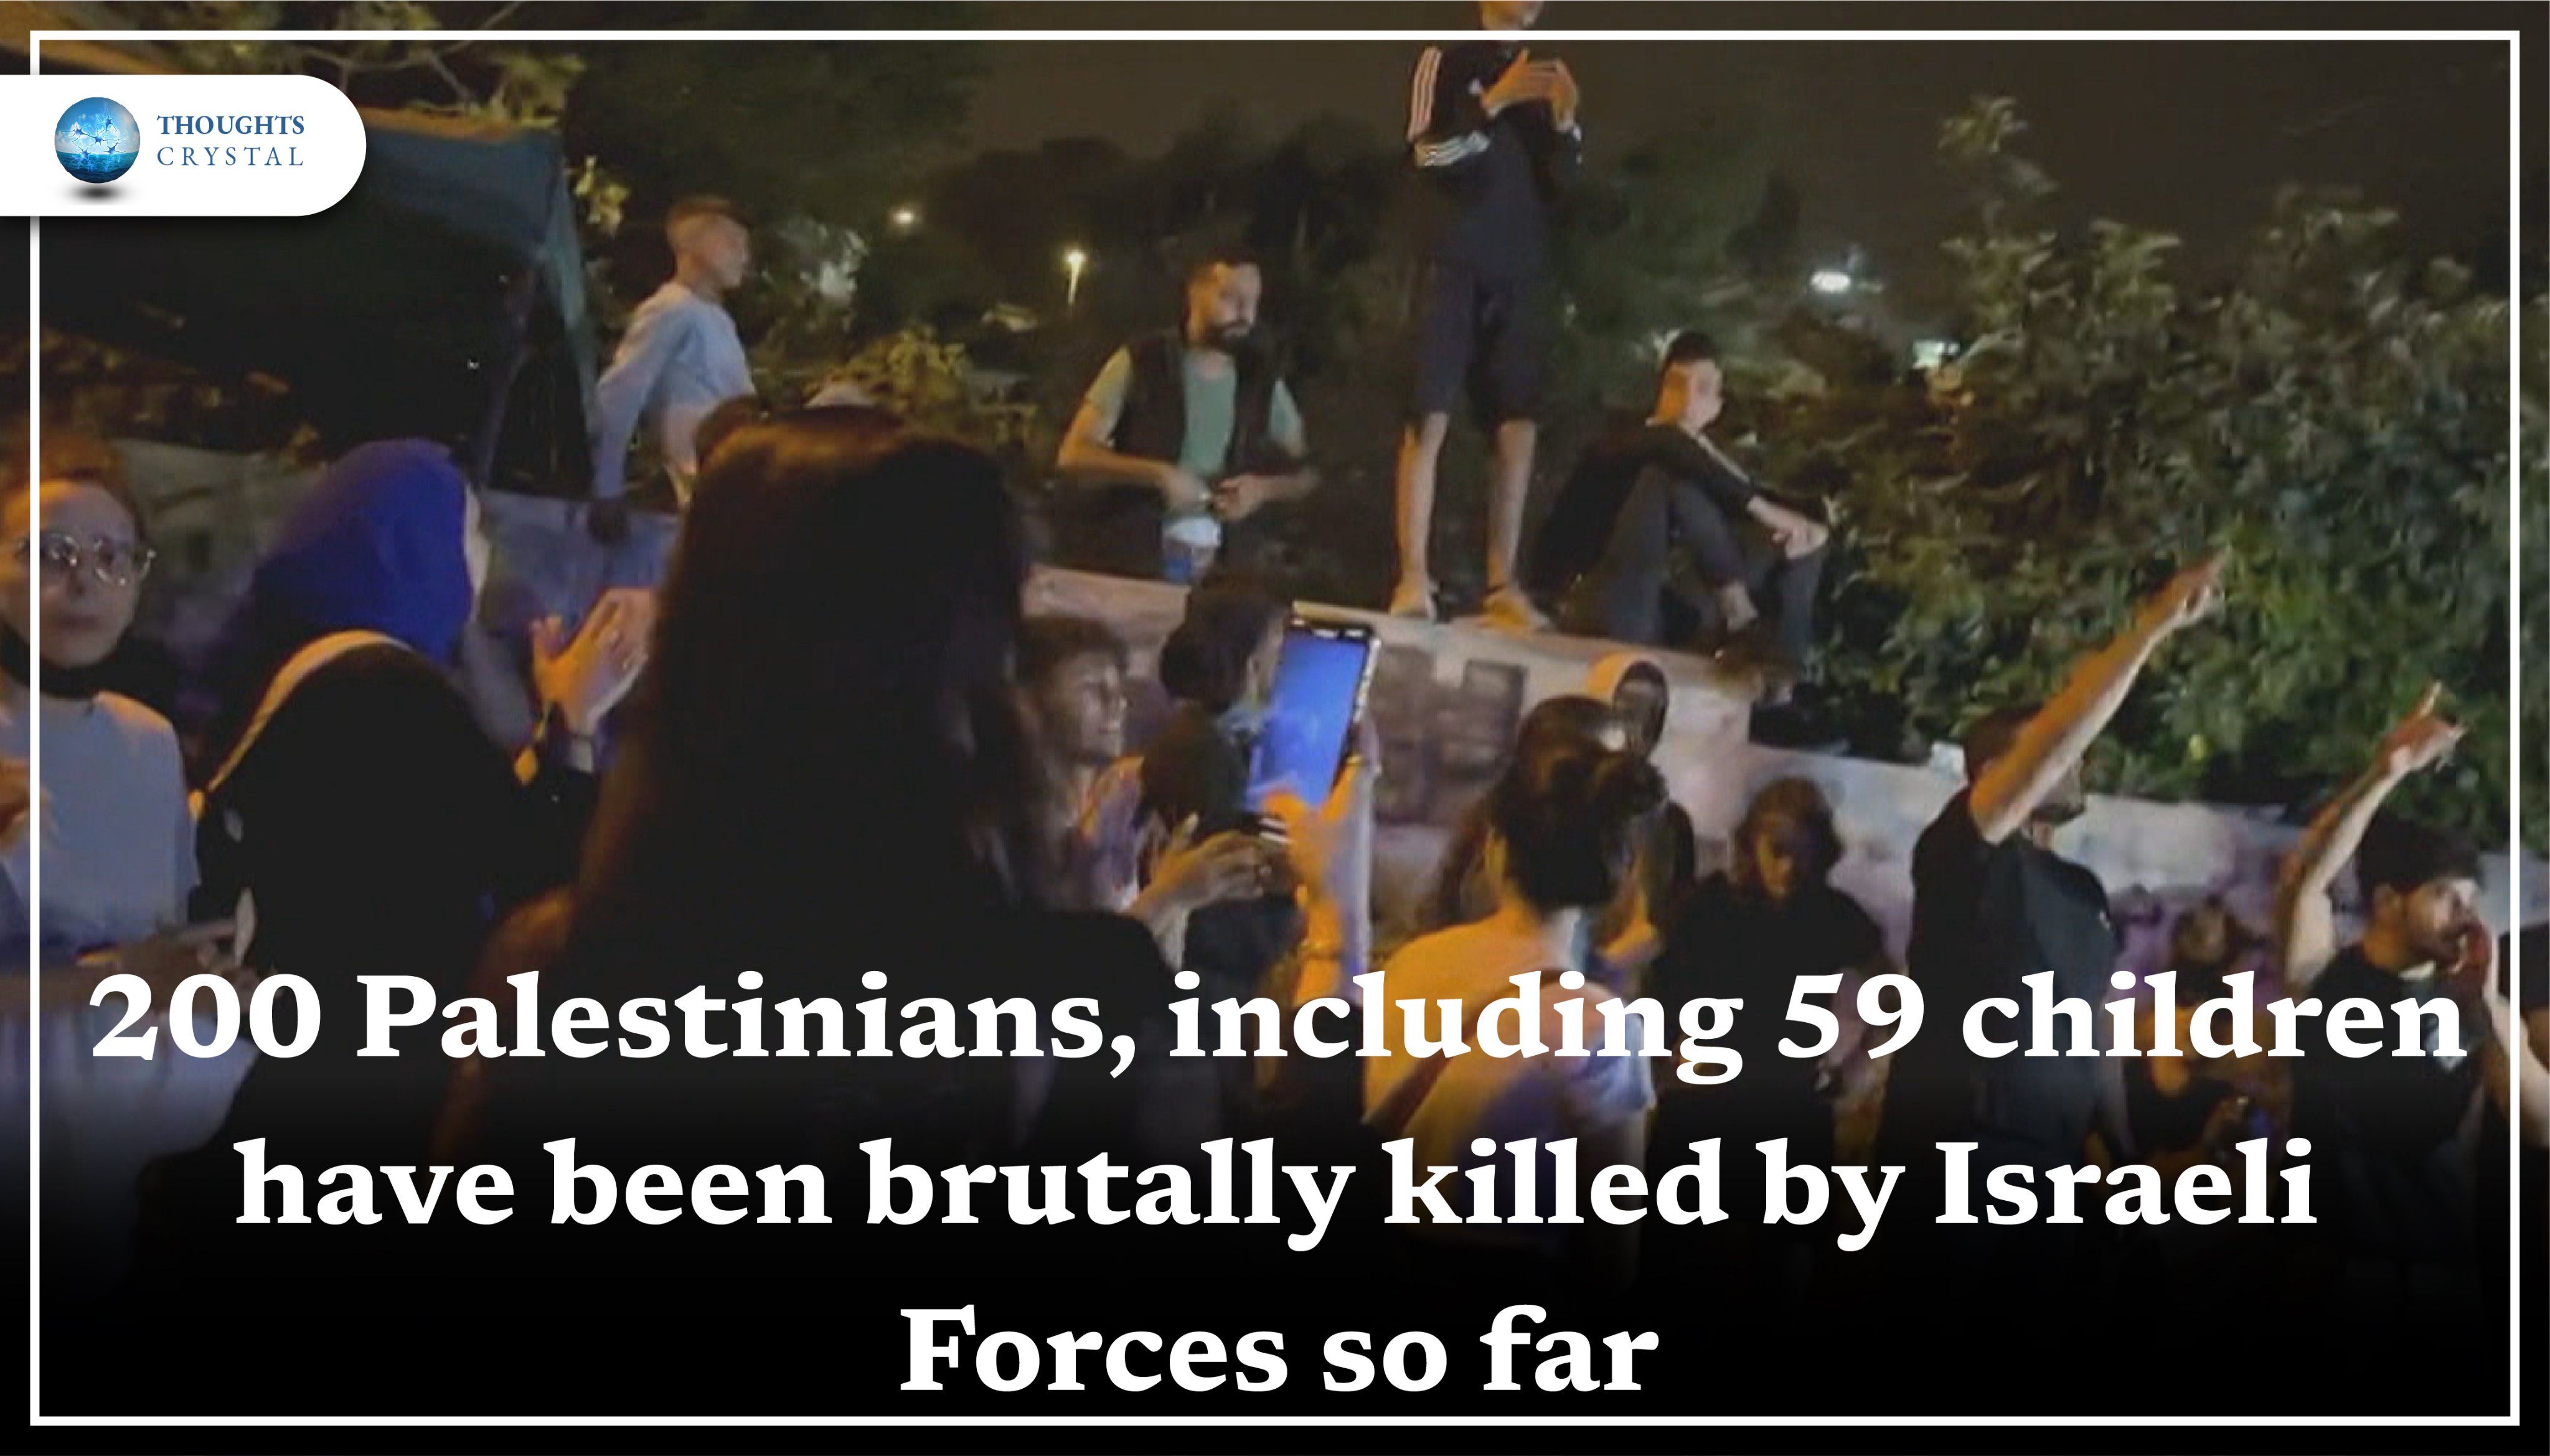 THOUGHTS
CRYSTAL
200 Palestinians, including 59 children
have been brutally killed by Israeli
Forces so far